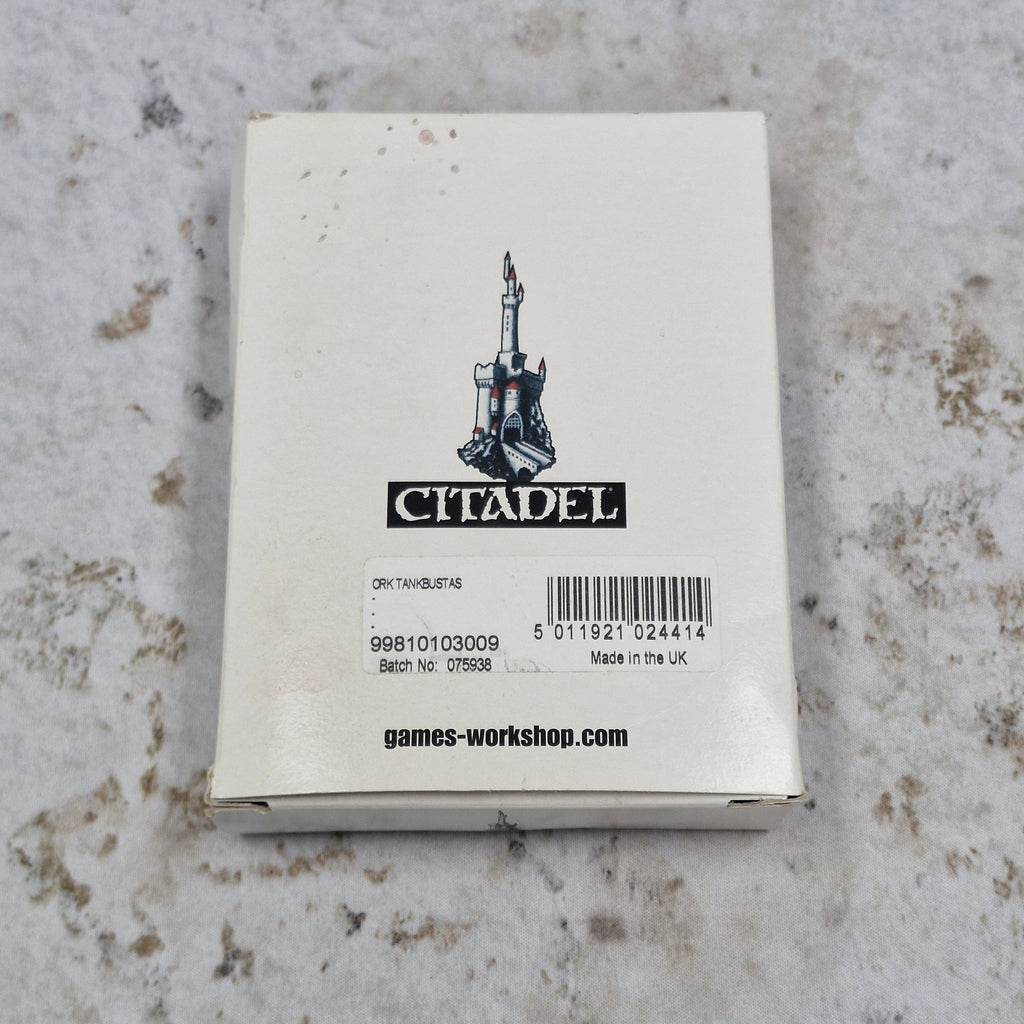 CITADEL
ORK TANKBUSTAS
.
.
.
99810103009
Batch No: 075938
5 011921 024414
Made in the UK
games-workshop.com